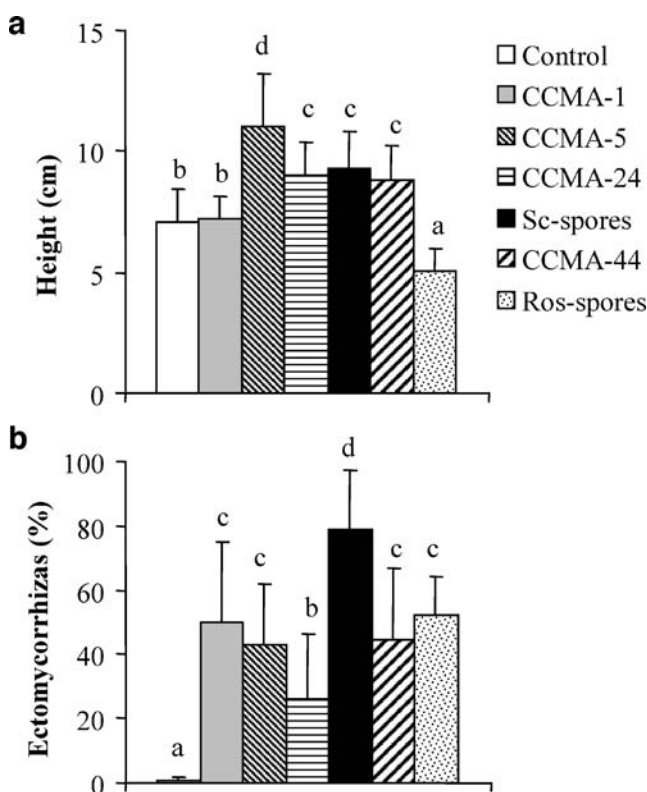 a
15
10
5
0
Height (cm)
b
b
d
c
c
c
a
Control
CCMA-1
CCMA-5
CCMA-24
Sc-spores
CCMA-44
Ros-spores
b
100
80
60
40
20
0
Ectomycorrhizas (%)
a
c
c
b
d
c
c